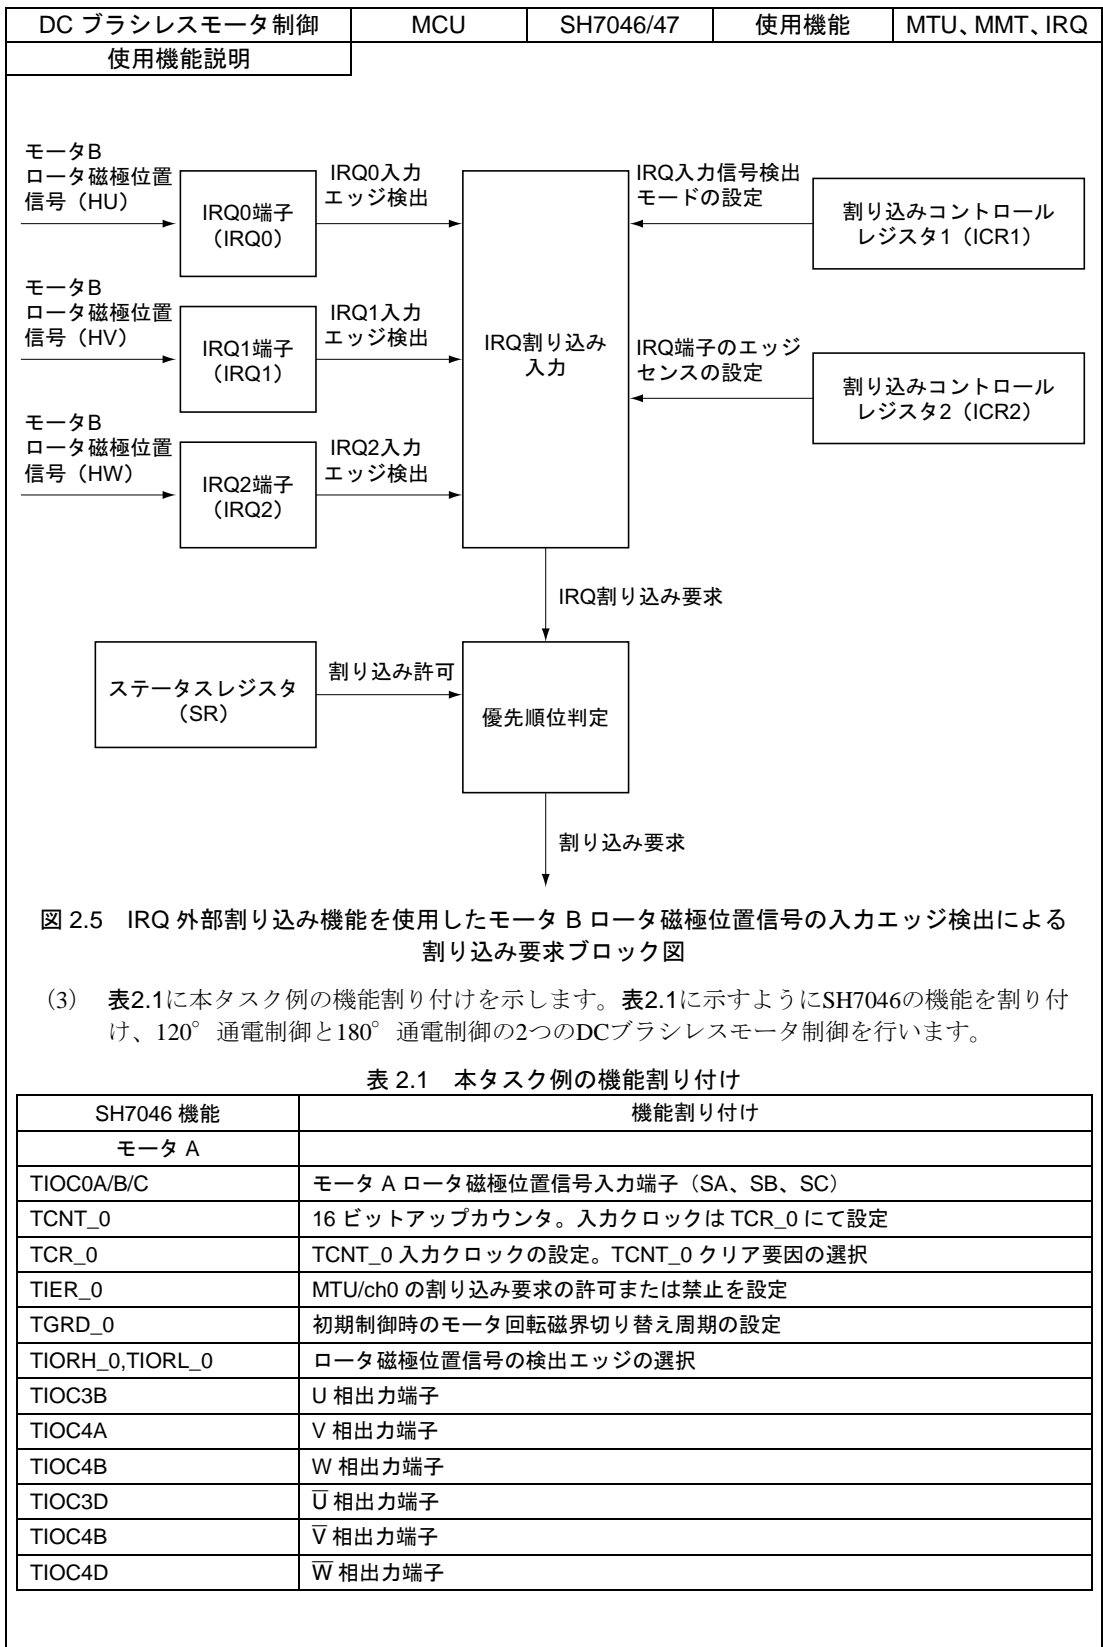 DC ブラシレスモータ制御 MCU SH7046/47 使用機能 MTU、MMT、IRQ
使用機能説明
モータB
ロータ磁極位置
信号（HU）
IRQ0端子
（IRQ0）
IRQ0入力
エッジ検出
モータB
ロータ磁極位置
信号（HV）
IRQ1端子
（IRQ1）
IRQ1入力
エッジ検出
モータB
ロータ磁極位置
信号（HW）
IRQ2端子
（IRQ2）
IRQ2入力
エッジ検出
IRQ割り込み
入力
IRQ入力信号検出
モードの設定
割り込みコントロール
レジスタ1（ICR1）
IRQ端子のエッジ
センスの設定
割り込みコントロール
レジスタ2（ICR2）
IRQ割り込み要求
ステータスレジスタ
（SR）
割り込み許可
優先順位判定
割り込み要求
図 2.5 IRQ 外部割り込み機能を使用したモータ B ロータ磁極位置信号の入力エッジ検出による
割り込み要求ブロック図
（3） 表2.1に本タスク例の機能割り付けを示します。表2.1に示すようにSH7046の機能を割り付
け、120°通電制御と180°通電制御の2つのDCブラシレスモータ制御を行います。
表 2.1 本タスク例の機能割り付け
SH7046 機能 機能割り付け
モータ A
TIOC0A/B/C モータ A ロータ磁極位置信号入力端子（SA、SB、SC）
TCNT_0 16 ビットアップカウンタ。入力クロックは TCR_0 にて設定
TCR_0 TCNT_0 入力クロックの設定。TCNT_0 クリア要因の選択
TIER_0 MTU/ch0 の割り込み要求の許可または禁止を設定
TGRD_0 初期制御時のモータ回転磁界切り替え周期の設定
TIORH_0,TIORL_0 ロータ磁極位置信号の検出エッジの選択
TIOC3B U 相出力端子
TIOC4A V 相出力端子
TIOC4B W 相出力端子
TIOC3D U̅ 相出力端子
TIOC4B V̅ 相出力端子
TIOC4D W̅ 相出力端子